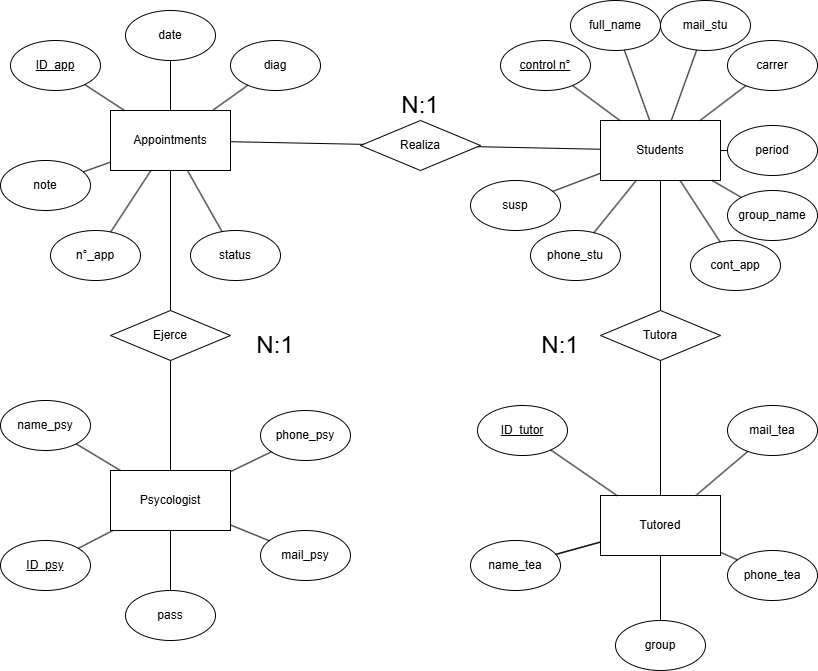 date
full_name
mail_stu
ID_app
diag
control n°
carrer
N:1
Appointments
Realiza
Students
period
note
susp
group_name
n°_app
status
phone_stu
cont_app
Ejerce
N:1
N:1
Tutora
name_psy
phone_psy
ID_tutor
mail_tea
Psycologist
Tutored
ID_psy
mail_psy
name_tea
phone_tea
pass
group